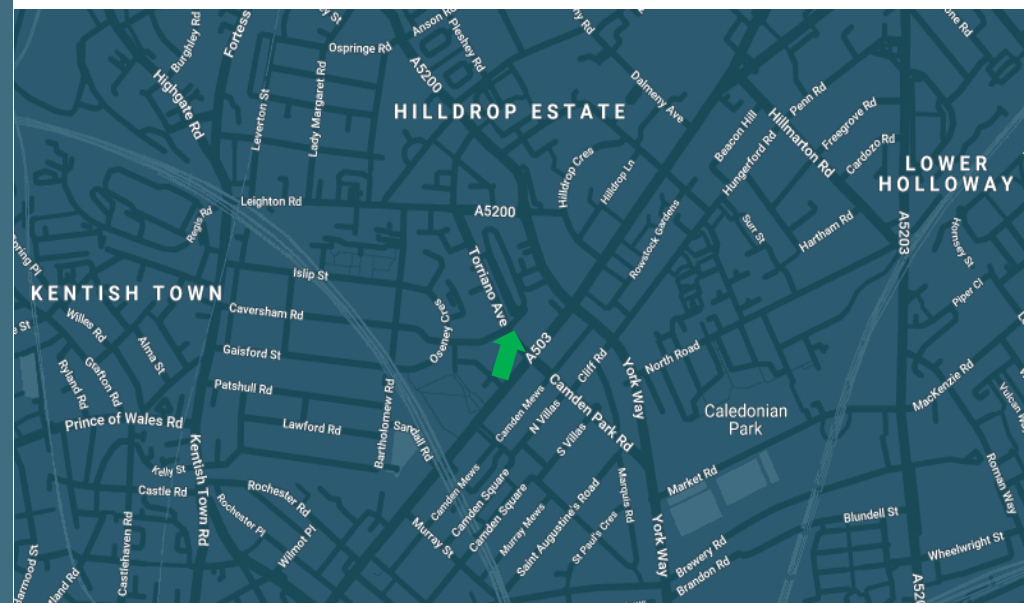 Burghley Rd
Fortess
Ospringe Rd
Anson Rd
Pleshey Rd
A5200
Dalmeny Ave
Highgate Rd
Leverton St
Lady Margaret Rd
HILLDROP ESTATE
Beacon Hill
Hungerford Rd
Penn Rd
Hillmarton Rd
Freegrove Rd
Cardozo Rd
LOWER
HOLLOWAY
Hilldrop Cres
Hilldrop Ln
Leighton Rd
Regis Rd
A5200
Rowstock Gardens
Surr St
Hartham Rd
A5203
Hornsey St
Piper Cl
Islip St
Torriano Ave
KENTISH TOWN
Willes Rd
Alma St
Caversham Rd
Oseney Cres
Gaisford St
A503
Cliff Rd
York Way
North Road
Ryland Rd
Grafton Rd
Patshull Rd
Prince of Wales Rd
Lawford Rd
Bartholomew Rd
Sandall Rd
Camden Mews
N Villas
S Villas
Camden Park Rd
Caledonian
Park
MacKenzie Rd
Kentish Town Rd
Kelly St
Castle Rd
Rochester Rd
Rochester Pl
Wilmot Pl
Castlehaven Rd
Camden Mews
Camden Square
Camden Square
Murray St
Murray Mews
Saint Augustine's Road
St Paul's Cres
Marquis Rd
Market Rd
York Way
Brewery Rd
Brandon Rd
Blundell St
Roman Way
Wheelwright St